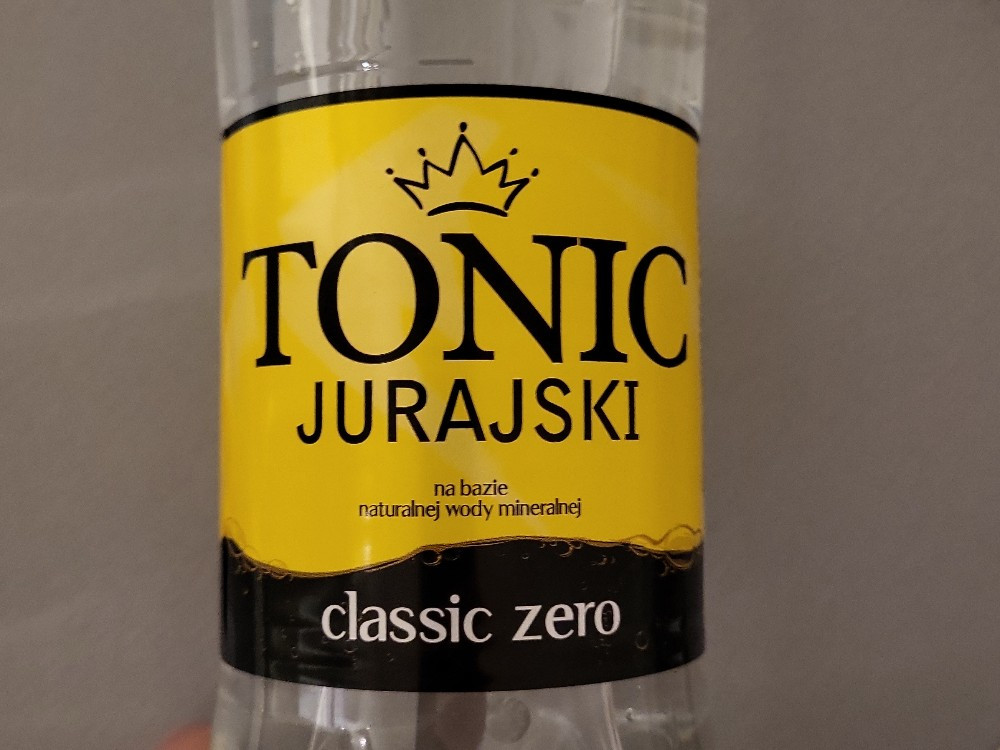 TONIC
JURAJSKI
na bazie
naturalnej wody mineralnej
classic zero